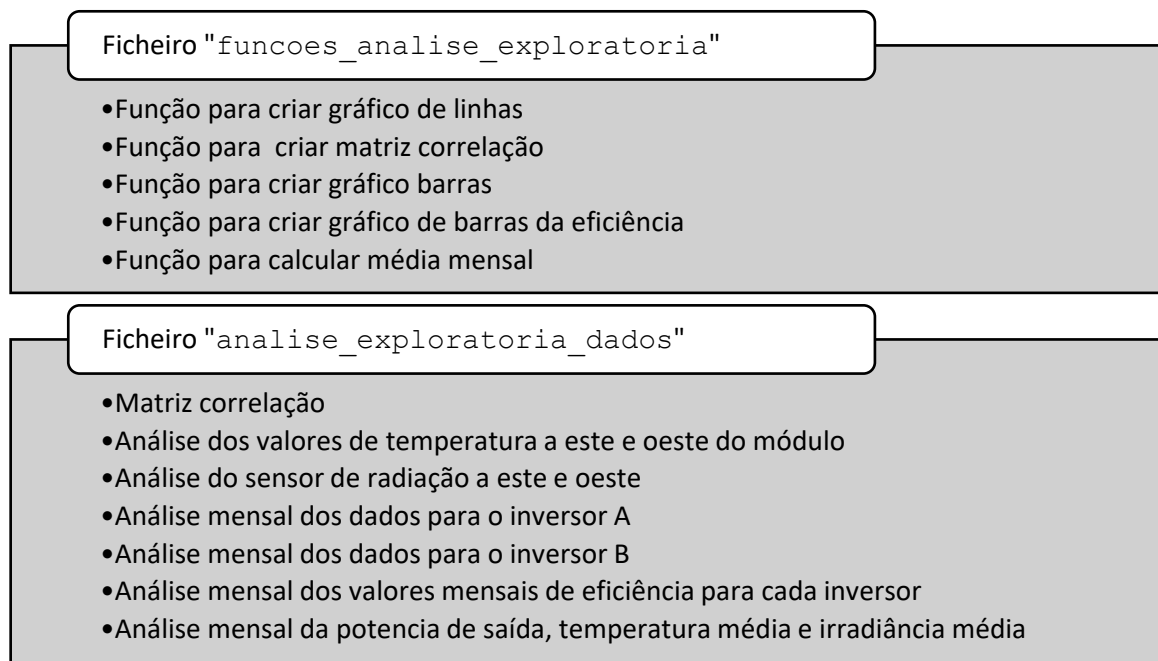 Ficheiro "funcoes_analise_exploratoria"
•Função para criar gráfico de linhas
•Função para  criar matriz correlação
•Função para criar gráfico barras
•Função para criar gráfico de barras da eficiência
•Função para calcular média mensal
Ficheiro "analise_exploratoria_dados"
•Matriz correlação
•Análise dos valores de temperatura a este e oeste do módulo
•Análise do sensor de radiação a este e oeste
•Análise mensal dos dados para o inversor A
•Análise mensal dos dados para o inversor B
•Análise mensal dos valores mensais de eficiência para cada inversor
•Análise mensal da potencia de saída, temperatura média e irradiância média